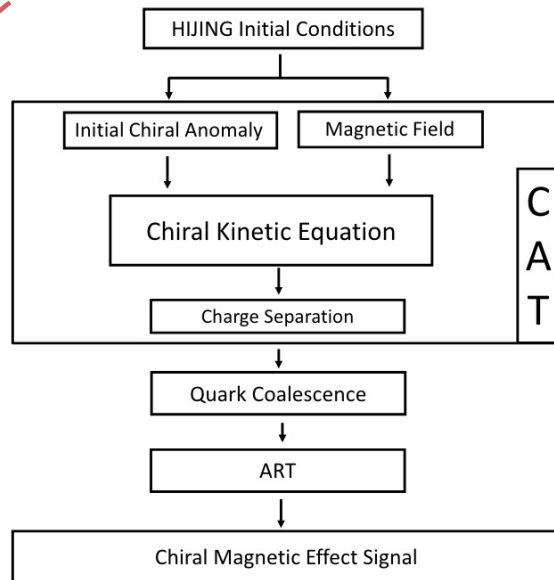 HIJING Initial Conditions
Initial Chiral Anomaly
Magnetic Field
Chiral Kinetic Equation
C
A
T
Charge Separation
Quark Coalescence
ART
Chiral Magnetic Effect Signal